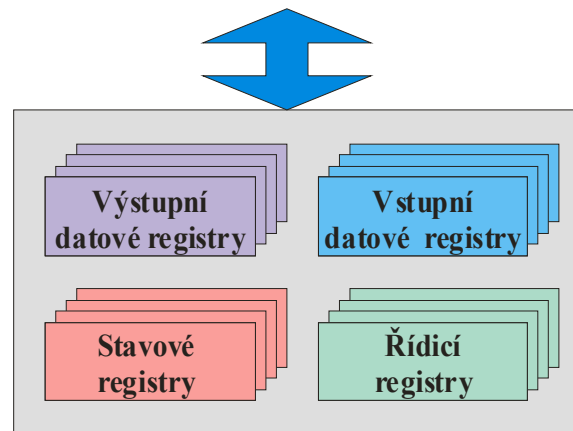 Výstupní
datové registry
Vstupní
datové registry
Stavové
registry
Řídicí
registry